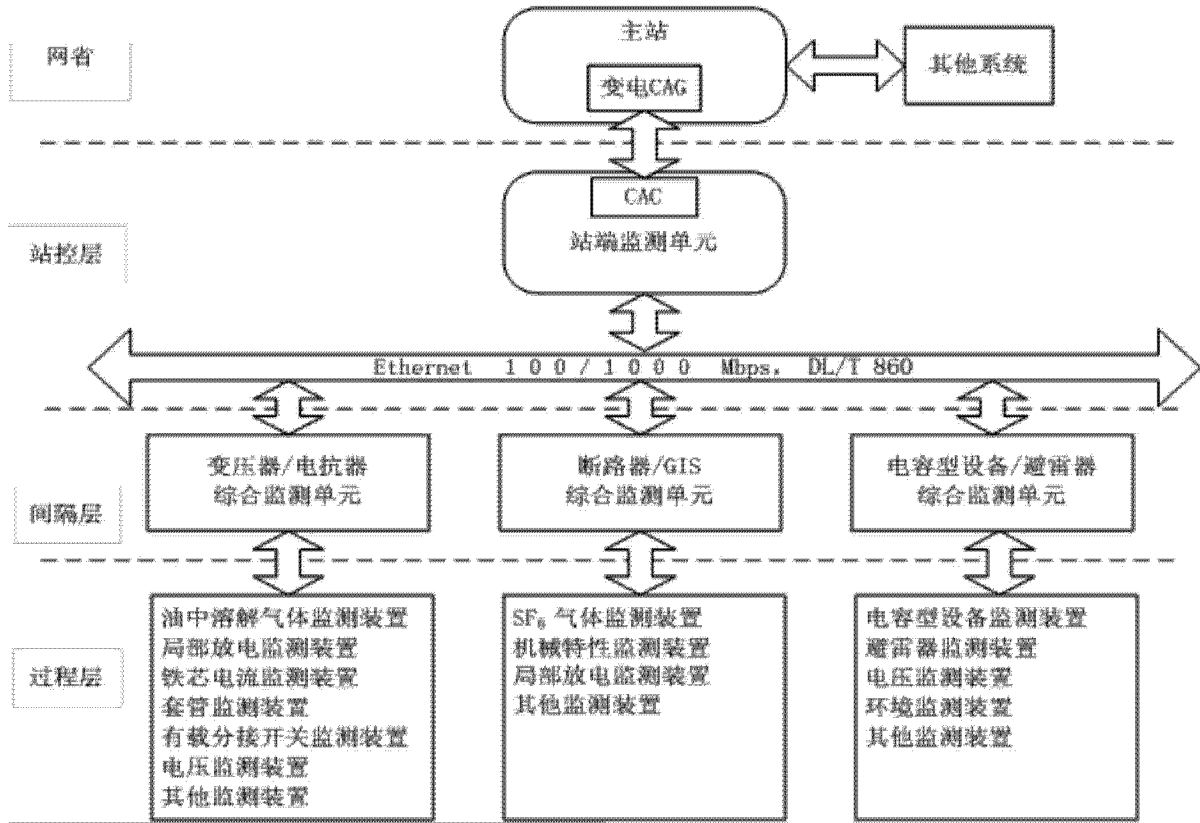 网省
主站
变电CAG
其他系统
CAC
站端监测单元
站控层
Ethernet 100/1000 Mbps, DL/T 860
变压器/电抗器
综合监测单元
断路器/GIS
综合监测单元
电容型设备/避雷器
综合监测单元
间隔层
过程层
油中溶解气体监测装置
局部放电监测装置
铁芯电流监测装置
套管监测装置
有载分接开关监测装置
电压监测装置
其他监测装置
SF₆气体监测装置
机械特性监测装置
局部放电监测装置
其他监测装置
电容型设备监测装置
避雷器监测装置
电压监测装置
环境监测装置
其他监测装置